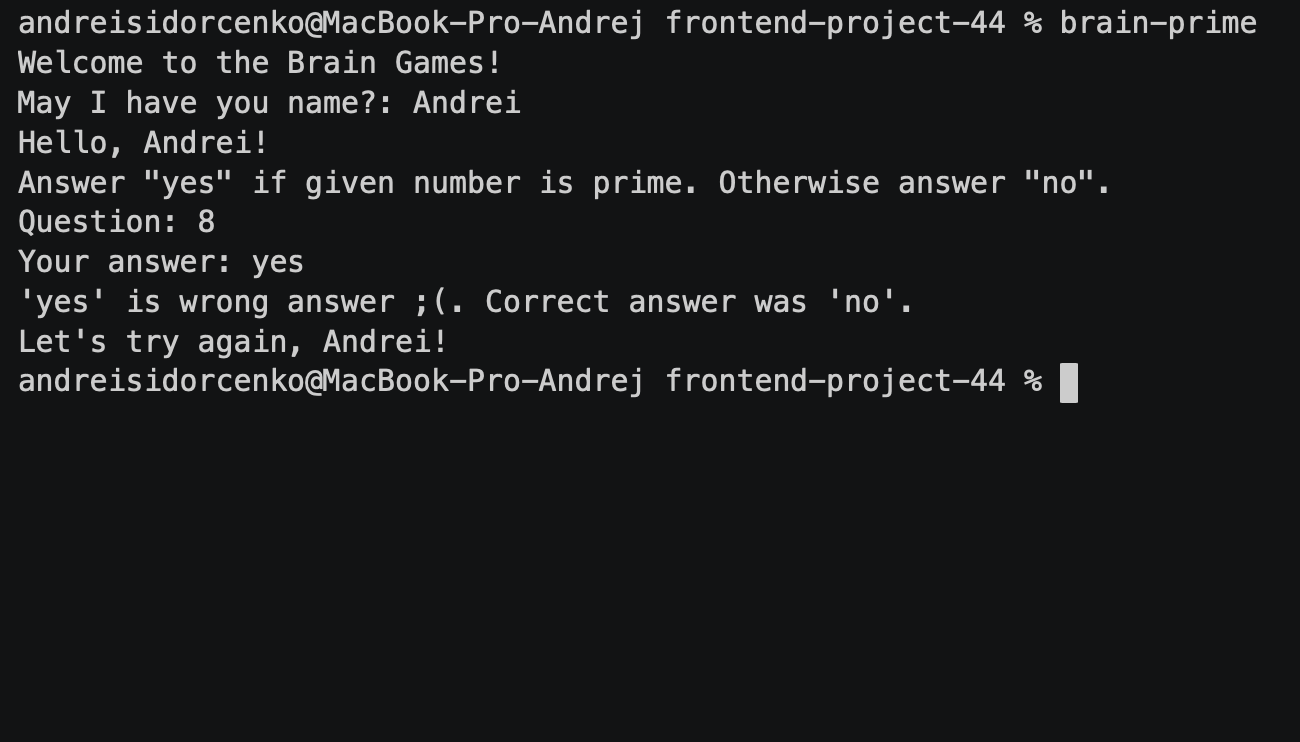 andreisidorcenko@MacBook-Pro-Andrej frontend-project-44 % brain-prime
Welcome to the Brain Games!
May I have you name?: Andrei
Hello, Andrei!
Answer "yes" if given number is prime. Otherwise answer "no".
Question: 8
Your answer: yes
'yes' is wrong answer ;(. Correct answer was 'no'.
Let's try again, Andrei!
andreisidorcenko@MacBook-Pro-Andrej frontend-project-44 %